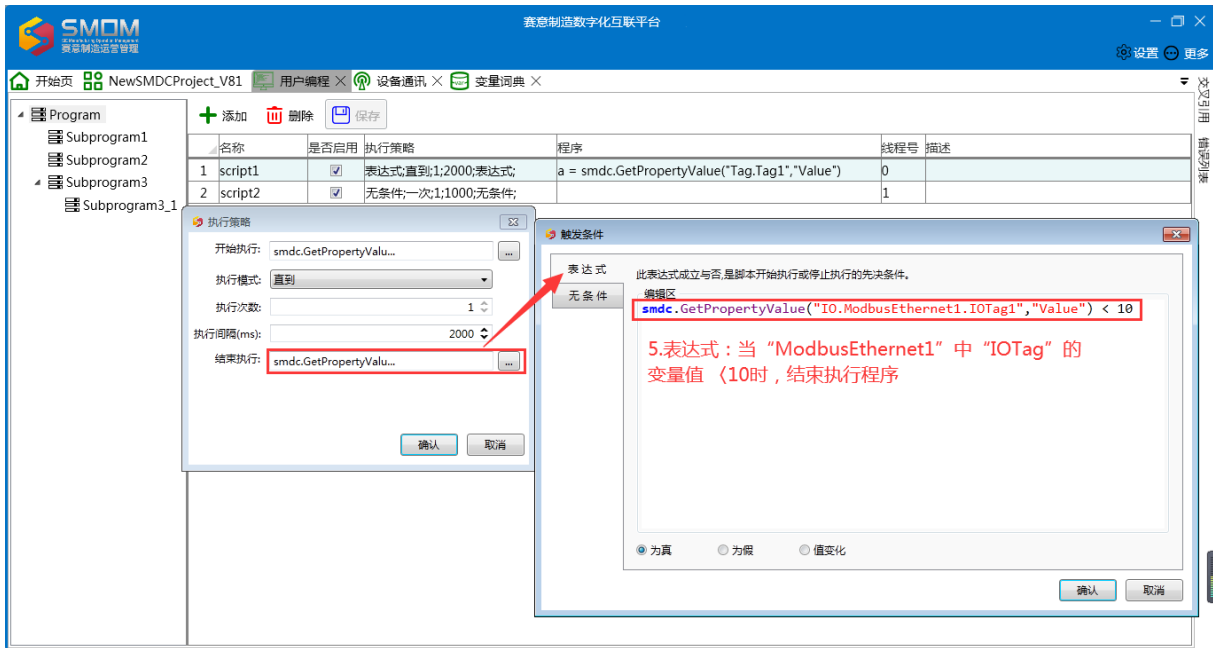 赛意制造数字化互联平台
SMOM
赛意制造运营管理
设置 更多
开始页 NewSMDCProject_V81 用户编程 设备通讯 变量词典
交叉引用
错误列表
Program
Subprogram1
Subprogram2
Subprogram3
Subprogram3_1
添加 删除 保存
名称 是否启用 执行策略 程序 线程号 描述
1 script1 表达式;直到;1;2000;表达式; a = smdc.GetPropertyValue("Tag.Tag1","Value") 0
2 script2 无条件;一次;1;1000;无条件; 1
执行策略
开始执行: smdc.GetPropertyValu... ...
执行模式: 直到
执行次数: 1
执行间隔(ms): 2000
结束执行: smdc.GetPropertyValu... ...
确认 取消
触发条件
表达式
无条件
此表达式成立与否,是脚本开始执行或停止执行的先决条件。
编辑区
smdc.GetPropertyValue("IO.ModbusEthernet1.IOTag1","Value") < 10
5.表达式：当“ModbusEthernet1”中“IOTag”的
变量值 〈10时，结束执行程序
为真 为假 值变化
确认 取消